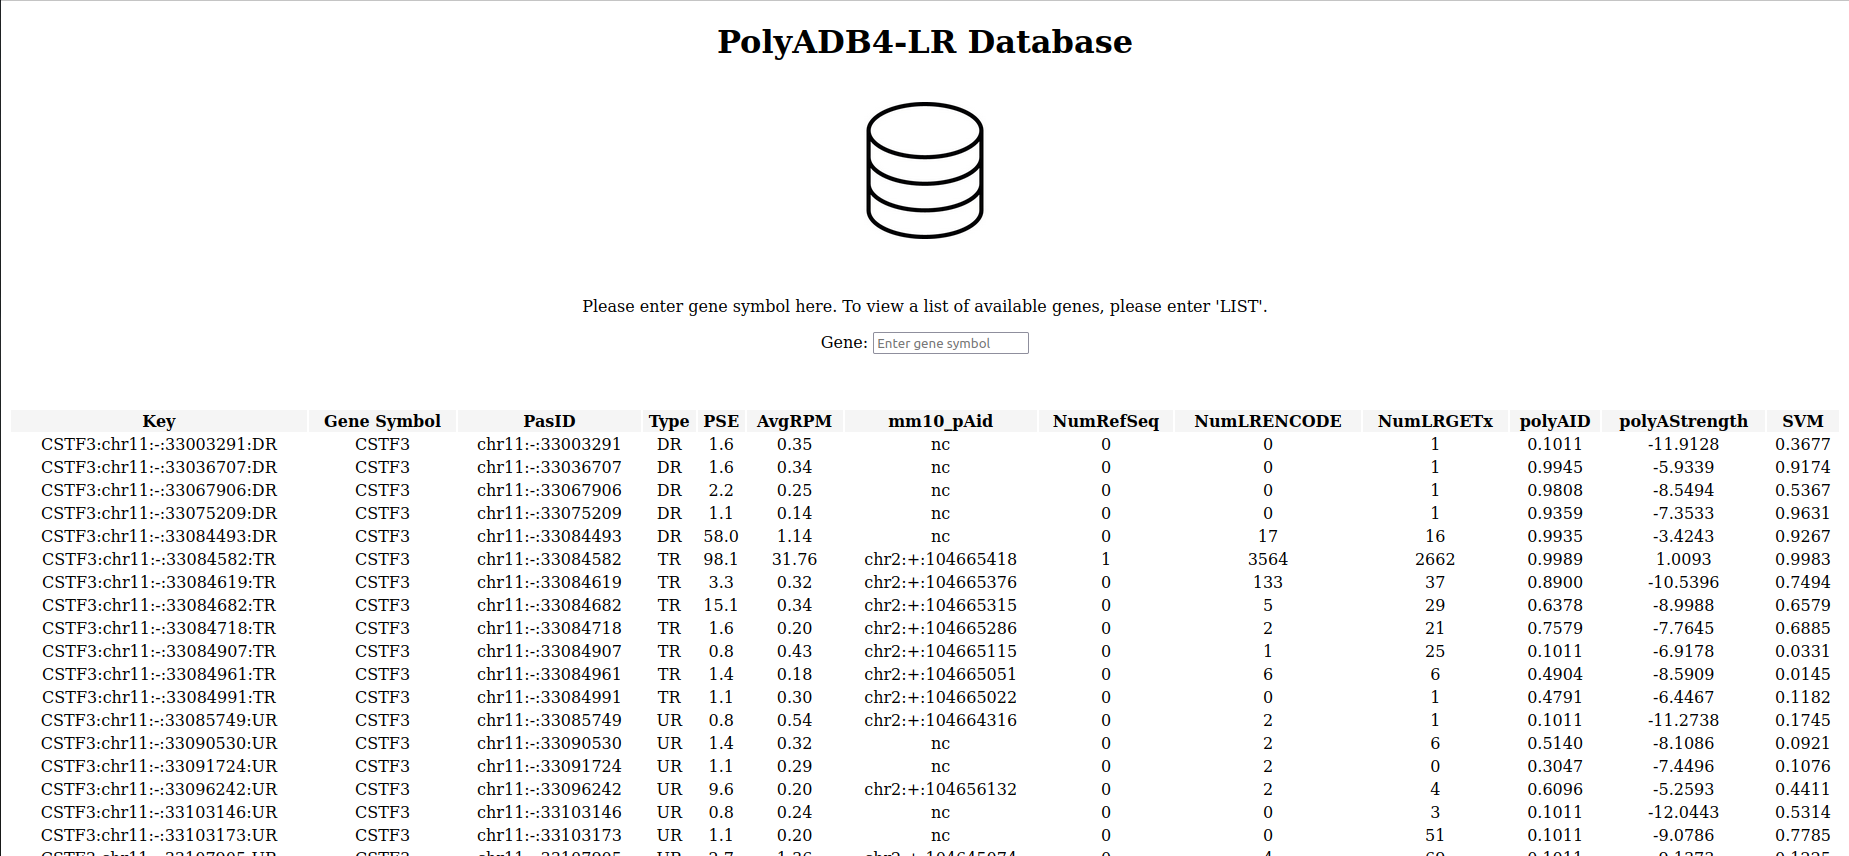 PolyADB4-LR Database
Please enter gene symbol here. To view a list of available genes, please enter 'LIST'.
Gene: Enter gene symbol
Key Gene Symbol PasID Type PSE AvgRPM mm10_pAid NumRefSeq NumLRENCODE NumLRGETx polyAID polyAStrength SVM
CSTF3:chr11:-:33003291:DR CSTF3 chr11:-:33003291 DR 1.6 0.35 nc 0 0 1 0.1011 -11.9128 0.3677
CSTF3:chr11:-:33036707:DR CSTF3 chr11:-:33036707 DR 1.6 0.34 nc 0 0 1 0.9945 -5.9339 0.9174
CSTF3:chr11:-:33067906:DR CSTF3 chr11:-:33067906 DR 2.2 0.25 nc 0 0 1 0.9808 -8.5494 0.5367
CSTF3:chr11:-:33075209:DR CSTF3 chr11:-:33075209 DR 1.1 0.14 nc 0 0 1 0.9359 -7.3533 0.9631
CSTF3:chr11:-:33084493:DR CSTF3 chr11:-:33084493 DR 58.0 1.14 nc 0 17 16 0.9935 -3.4243 0.9267
CSTF3:chr11:-:33084582:TR CSTF3 chr11:-:33084582 TR 98.1 31.76 chr2:+:104665418 1 3564 2662 0.9989 1.0093 0.9983
CSTF3:chr11:-:33084619:TR CSTF3 chr11:-:33084619 TR 3.3 0.32 chr2:+:104665376 0 133 37 0.8900 -10.5396 0.7494
CSTF3:chr11:-:33084682:TR CSTF3 chr11:-:33084682 TR 15.1 0.34 chr2:+:104665315 0 5 29 0.6378 -8.9988 0.6579
CSTF3:chr11:-:33084718:TR CSTF3 chr11:-:33084718 TR 1.6 0.20 chr2:+:104665286 0 2 21 0.7579 -7.7645 0.6885
CSTF3:chr11:-:33084907:TR CSTF3 chr11:-:33084907 TR 0.8 0.43 chr2:+:104665115 0 1 25 0.1011 -6.9178 0.0331
CSTF3:chr11:-:33084961:TR CSTF3 chr11:-:33084961 TR 1.4 0.18 chr2:+:104665051 0 6 6 0.4904 -8.5909 0.0145
CSTF3:chr11:-:33084991:TR CSTF3 chr11:-:33084991 TR 1.1 0.30 chr2:+:104665022 0 0 1 0.4791 -6.4467 0.1182
CSTF3:chr11:-:33085749:UR CSTF3 chr11:-:33085749 UR 0.8 0.54 chr2:+:104664316 0 2 1 0.1011 -11.2738 0.1745
CSTF3:chr11:-:33090530:UR CSTF3 chr11:-:33090530 UR 1.4 0.32 nc 0 2 6 0.5140 -8.1086 0.0921
CSTF3:chr11:-:33091724:UR CSTF3 chr11:-:33091724 UR 1.1 0.29 nc 0 2 0 0.3047 -7.4496 0.1076
CSTF3:chr11:-:33096242:UR CSTF3 chr11:-:33096242 UR 9.6 0.20 chr2:+:104656132 0 2 4 0.6096 -5.2593 0.4411
CSTF3:chr11:-:33103146:UR CSTF3 chr11:-:33103146 UR 0.8 0.24 nc 0 0 3 0.1011 -12.0443 0.5314
CSTF3:chr11:-:33103173:UR CSTF3 chr11:-:33103173 UR 1.1 0.20 nc 0 0 51 0.1011 -9.0786 0.7785